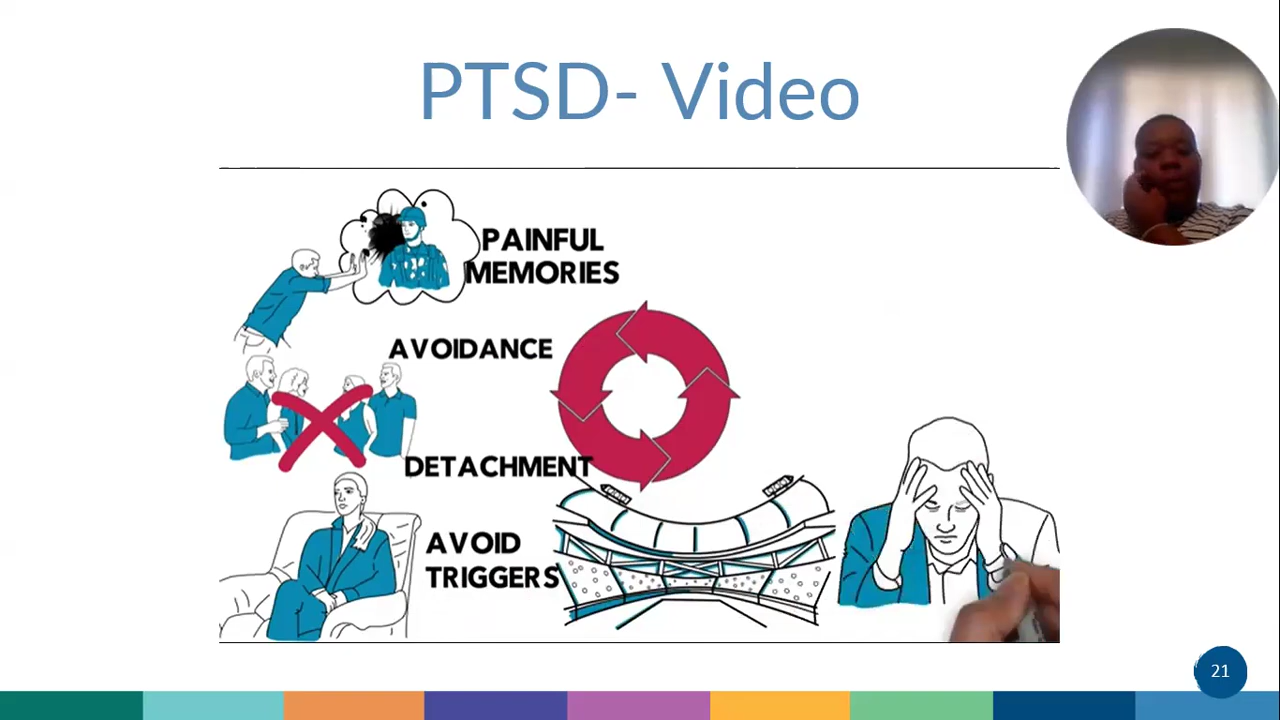 PTSD- Video
PAINFUL
MEMORIES
AVOIDANCE
DETACHMENT
AVOID
TRIGGERS
21